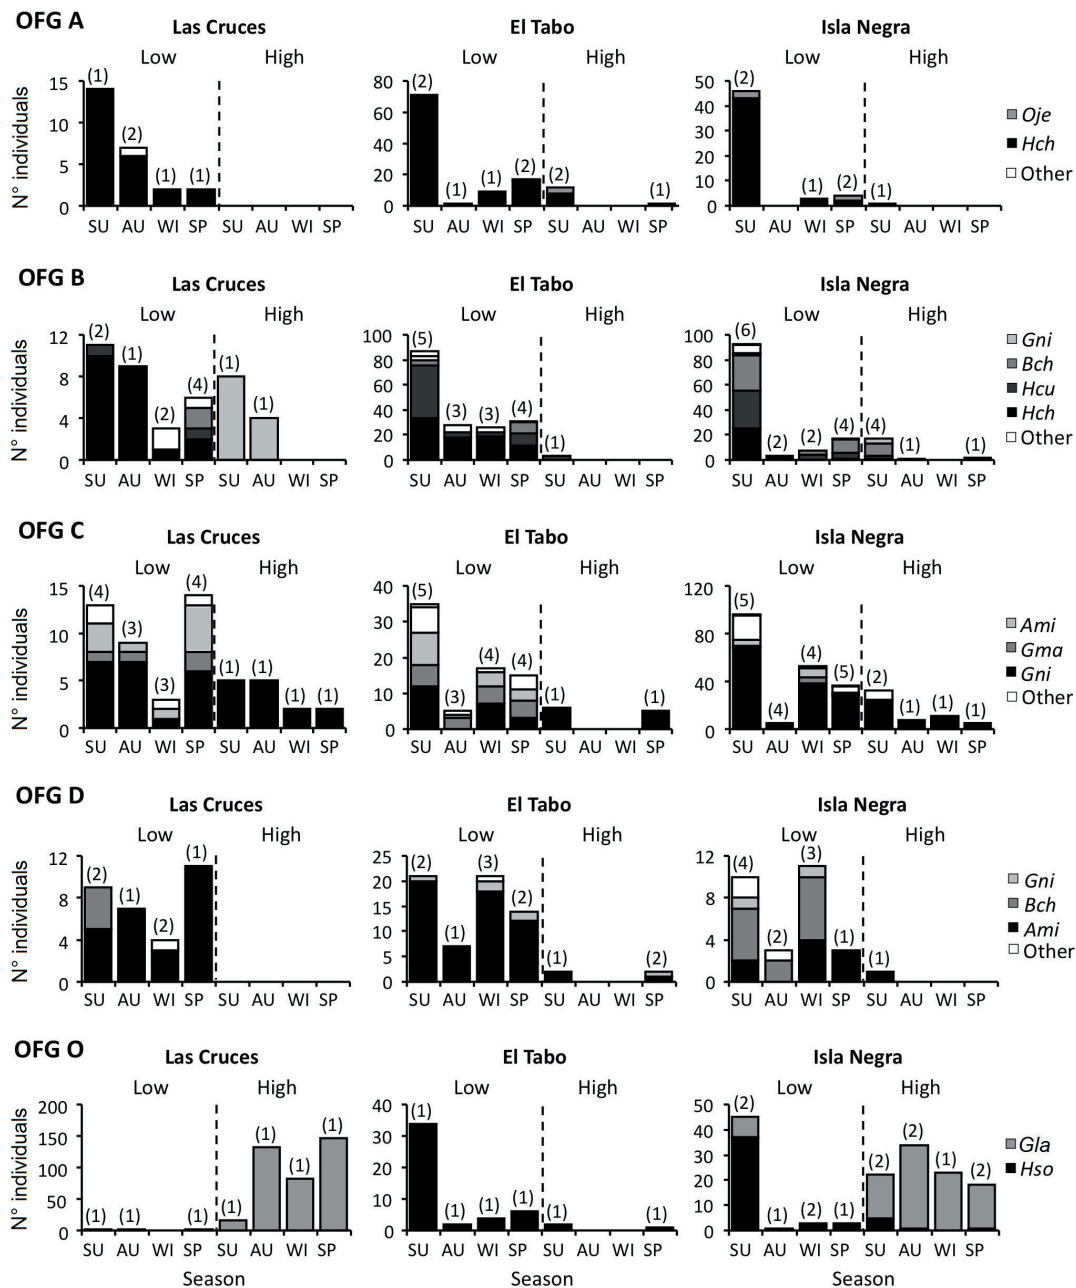 OFG A
Las Cruces El Tabo Isla Negra
Low High Low High Low High
N° individuals
15 10 5 0
(1) (2) (1) (1)
SU AU WI SP SU AU WI SP
80 60 40 20 0
(2) (1) (1) (2) (2) (1)
SU AU WI SP SU AU WI SP
50 40 30 20 10 0
(2) (1) (2) (1)
SU AU WI SP SU AU WI SP
Oje
Hch
Other
OFG B
Las Cruces El Tabo Isla Negra
Low High Low High Low High
N° individuals
12 8 4 0
(2) (1) (2) (4) (1) (1)
SU AU WI SP SU AU WI SP
100 80 60 40 20 0
(5) (3) (3) (4) (1)
SU AU WI SP SU AU WI SP
100 80 60 40 20 0
(6) (2) (2) (4) (4) (1) (1)
SU AU WI SP SU AU WI SP
Gni
Bch
Hcu
Hch
Other
OFG C
Las Cruces El Tabo Isla Negra
Low High Low High Low High
N° individuals
15 10 5 0
(4) (3) (3) (4) (1) (1) (1) (1)
SU AU WI SP SU AU WI SP
40 30 20 10 0
(5) (3) (4) (4) (1) (1)
SU AU WI SP SU AU WI SP
120 80 40 0
(5) (4) (4) (5) (2) (1) (1) (1)
SU AU WI SP SU AU WI SP
Ami
Gma
Gni
Other
OFG D
Las Cruces El Tabo Isla Negra
Low High Low High Low High
N° individuals
12 8 4 0
(2) (1) (2) (1)
SU AU WI SP SU AU WI SP
25 20 15 10 5 0
(2) (1) (3) (2) (1) (2)
SU AU WI SP SU AU WI SP
12 8 4 0
(4) (2) (3) (1) (1)
SU AU WI SP SU AU WI SP
Gni
Bch
Ami
Other
OFG O
Las Cruces El Tabo Isla Negra
Low High Low High Low High
N° individuals
200 150 100 50 0
(1) (1) (1) (1) (1) (1) (1)
SU AU WI SP SU AU WI SP
Season
40 30 20 10 0
(1) (1) (1) (1) (1) (1)
SU AU WI SP SU AU WI SP
Season
50 40 30 20 10 0
(2) (1) (2) (1) (2) (2) (1) (2)
SU AU WI SP SU AU WI SP
Season
Gla
Hso